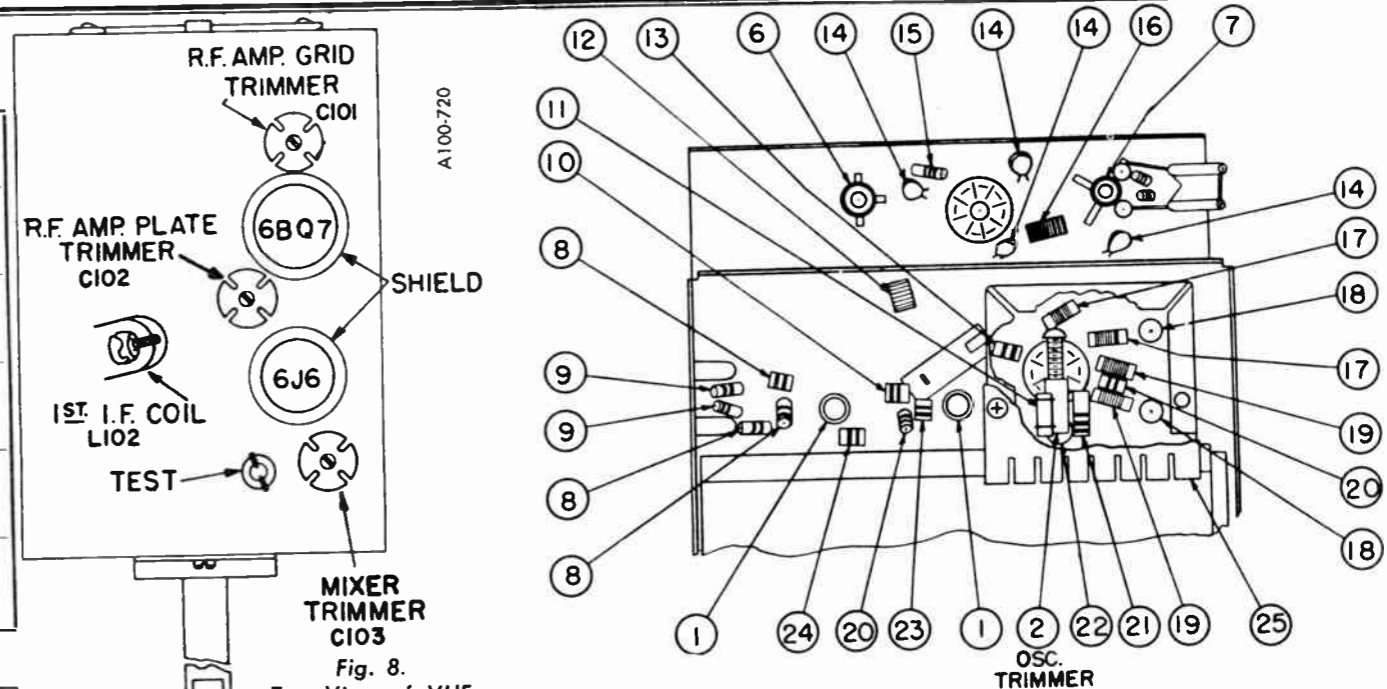 R.F. AMP. GRID
TRIMMER
C101
A100-720
6BQ7
R.F. AMP. PLATE
TRIMMER
C102
SHIELD
6J6
1ST. I.F. COIL
L102
TEST
MIXER
TRIMMER
C103
Fig. 8.
12
13
6
14
15
14
14
16
7
11
10
14
17
8
18
9
17
9
19
8
20
18
8
1
24
20
23
1
2
22
21
19
25
OSC.
TRIMMER